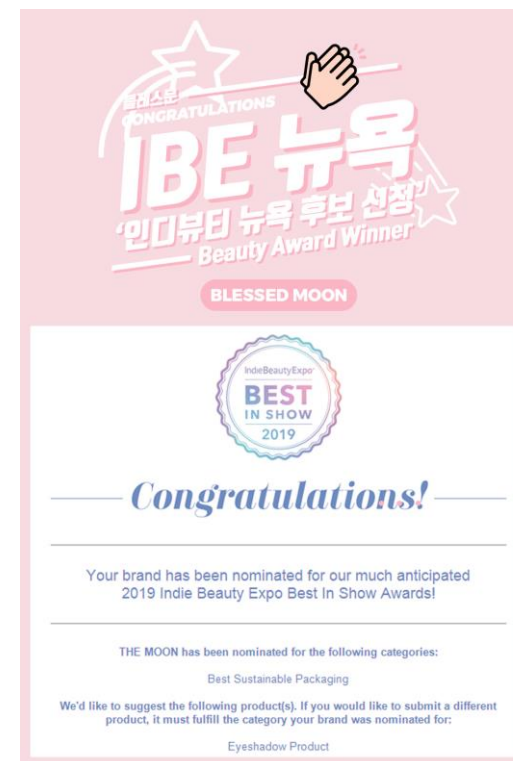 블레스문
CONGRATULATIONS
IBE 뉴욕
'인디뷰티 뉴욕 후보 선정'
Beauty Award Winner
BLESSED MOON
IndieBeautyExpo
BEST
IN SHOW
2019
Congratulations!
Your brand has been nominated for our much anticipated
2019 Indie Beauty Expo Best In Show Awards!
THE MOON has been nominated for the following categories:
Best Sustainable Packaging
We'd like to suggest the following product(s). If you would like to submit a different
product, it must fulfill the category your brand was nominated for:
Eyeshadow Product